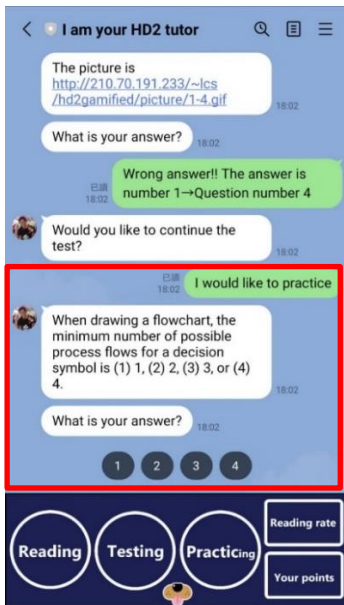 I am your HD2 tutor
The picture is
http://210.70.191.233/~lcs
/hd2gamified/picture/1-4.gif
18:02
What is your answer?
18:02
Wrong answer!! The answer is
number 1→Question number 4
已讀
18:02
Would you like to continue the
test?
18:02
已讀
18:02
I would like to practice
When drawing a flowchart, the
minimum number of possible
process flows for a decision
symbol is (1) 1, (2) 2, (3) 3, or (4)
4.
18:02
What is your answer?
18:02
1 2 3 4
Reading
Testing
Practicing
Reading rate
Your points